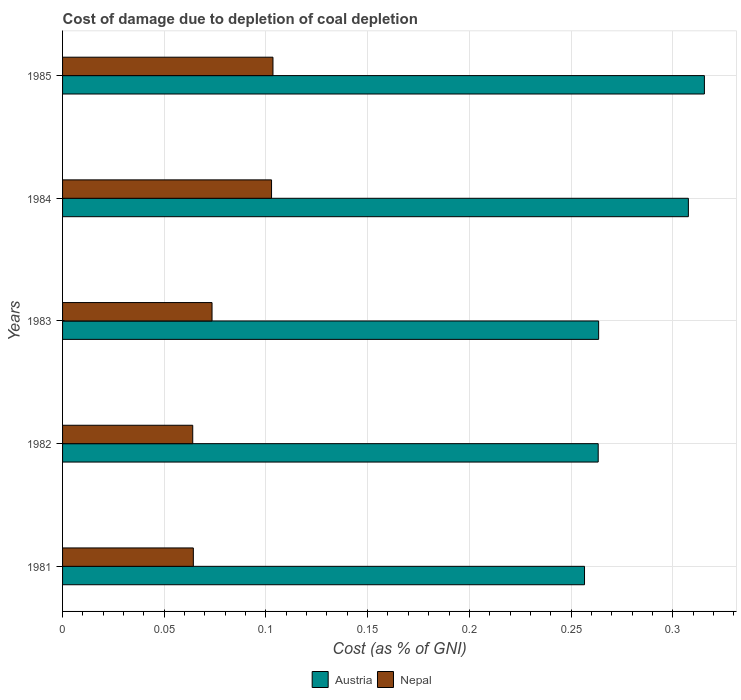 Cost of damage due to depletion of coal depletion
1985
1984
1983
1982
1981
Years
0
0.05
0.1
0.15
0.2
0.25
0.3
Cost (as % of GNI)
Austria
Nepal